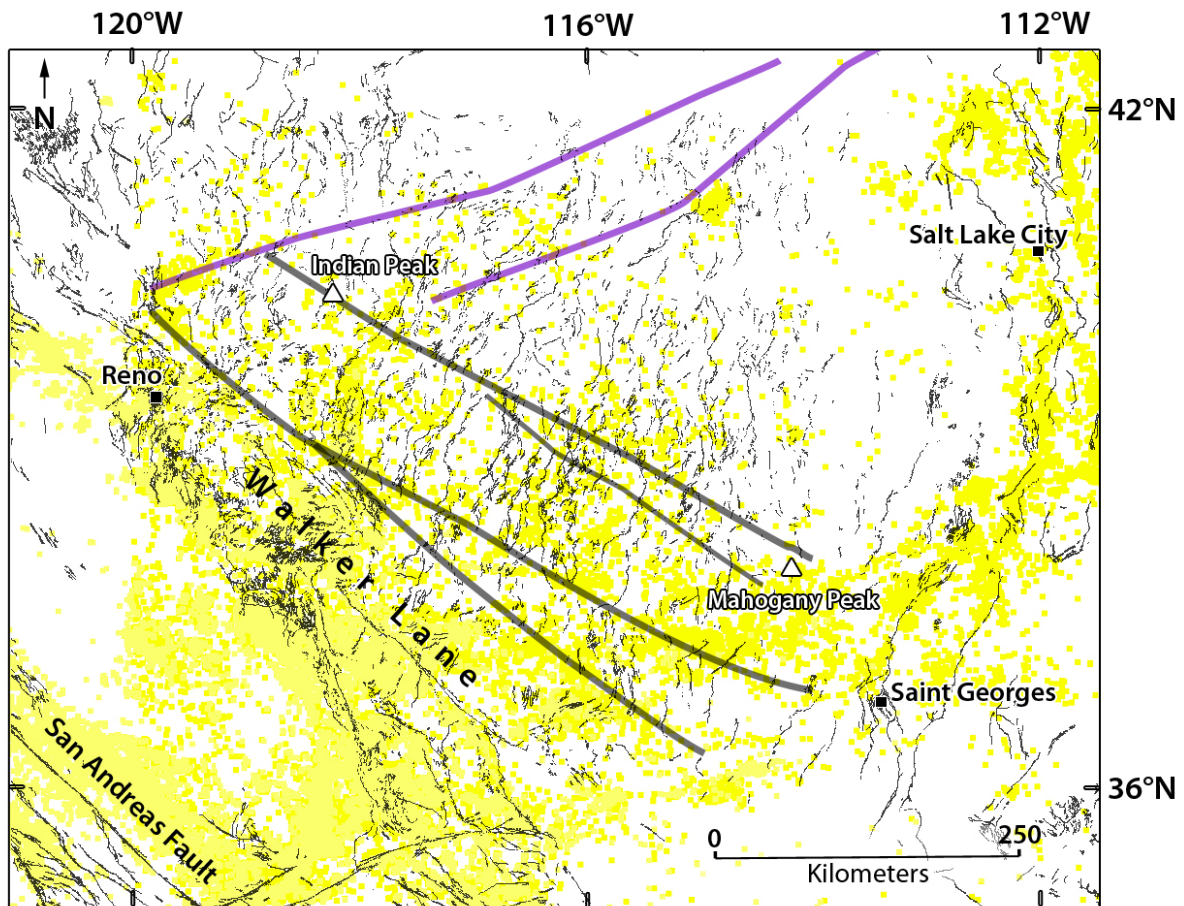 120°W 116°W 112°W
N
42°N
Salt Lake City
Indian Peak
Reno
Walker Lane
Mahogany Peak
Saint Georges
San Andreas Fault
36°N
0 250
Kilometers